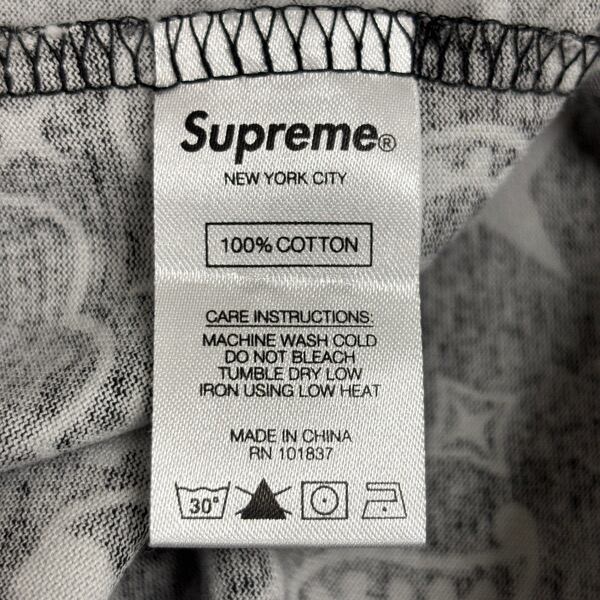 Supreme®
NEW YORK CITY
100% COTTON
CARE INSTRUCTIONS:
MACHINE WASH COLD
DO NOT BLEACH
TUMBLE DRY LOW
IRON USING LOW HEAT
MADE IN CHINA
RN 101837
30°